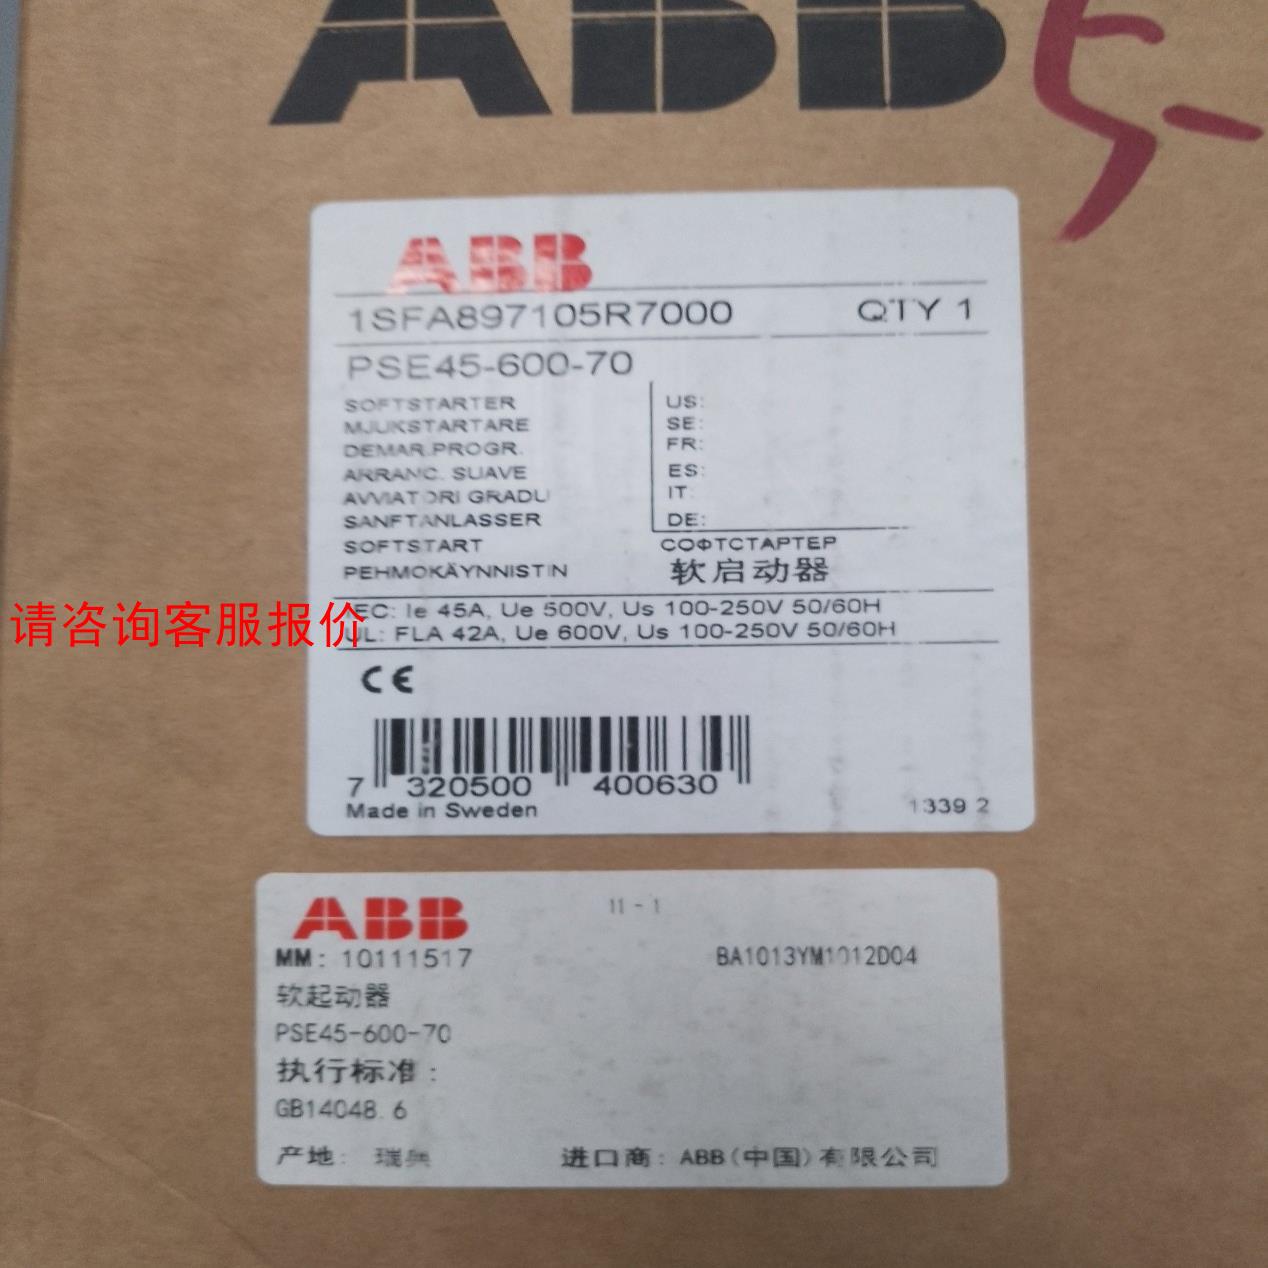 ABB
5-
ABB
1SFA897105R7000 QTY 1
PSE45-600-70
SOFTSTARTER US:
MJUKSTARTARE SE:
DEMAR.PROGR. FR:
ARRANC. SUAVE ES:
AVVIATORI GRADU IT:
SANFTANLASSER DE:
SOFTSTART СОФТСТАРТЕР
PEHMOKÄYNNISTIN 软启动器
请咨询客服报价
IEC: Ie 45A, Ue 500V, Us 100-250V 50/60H
UL: FLA 42A, Ue 600V, Us 100-250V 50/60H
CE
7 320500 400630
Made in Sweden 1339 2
ABB 11-1
MM: 10111517 BA1013YM1012D04
软起动器
PSE45-600-70
执行标准:
GB14048.6
产地: 瑞典 进口商: ABB(中国)有限公司